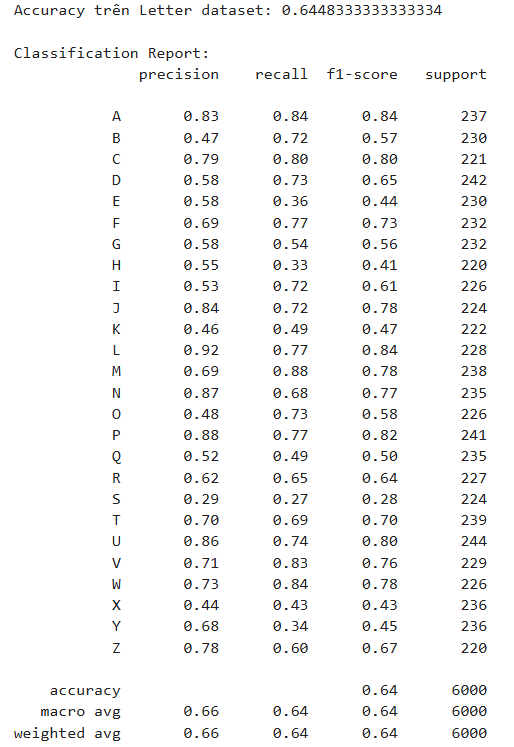 Accuracy trên Letter dataset: 0.6448333333333334
Classification Report:
precision recall f1-score support
A 0.83 0.84 0.84 237
B 0.47 0.72 0.57 230
C 0.79 0.80 0.80 221
D 0.58 0.73 0.65 242
E 0.58 0.36 0.44 230
F 0.69 0.77 0.73 232
G 0.58 0.54 0.56 232
H 0.55 0.33 0.41 220
I 0.53 0.72 0.61 226
J 0.84 0.72 0.78 224
K 0.46 0.49 0.47 222
L 0.92 0.77 0.84 228
M 0.69 0.88 0.78 238
N 0.87 0.68 0.77 235
O 0.48 0.73 0.58 226
P 0.88 0.77 0.82 241
Q 0.52 0.49 0.50 235
R 0.62 0.65 0.64 227
S 0.29 0.27 0.28 224
T 0.70 0.69 0.70 239
U 0.86 0.74 0.80 244
V 0.71 0.83 0.76 229
W 0.73 0.84 0.78 226
X 0.44 0.43 0.43 236
Y 0.68 0.34 0.45 236
Z 0.78 0.60 0.67 220
accuracy 0.64 6000
macro avg 0.66 0.64 0.64 6000
weighted avg 0.66 0.64 0.64 6000